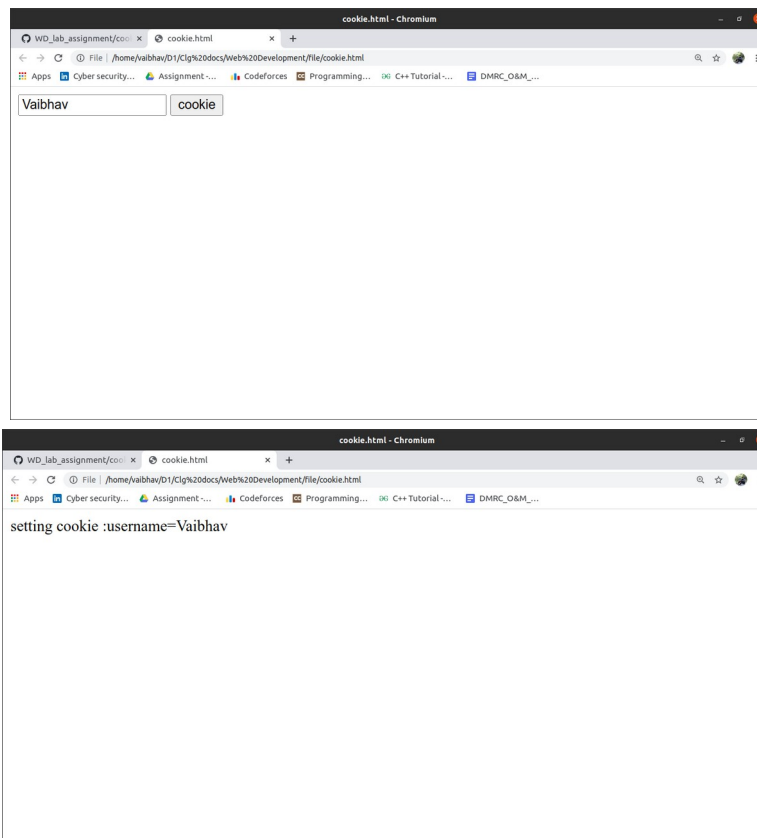 cookie.html - Chromium
WD_lab_assignment/cool × cookie.html × +
File | /home/vaibhav/D1/Clg%20docs/Web%20Development/file/cookie.html
Apps Cyber security... Assignment -... Codeforces Programming... C++ Tutorial -... DMRC_O&M_...
Vaibhav cookie
cookie.html - Chromium
WD_lab_assignment/cool × cookie.html × +
File | /home/vaibhav/D1/Clg%20docs/Web%20Development/file/cookie.html
Apps Cyber security... Assignment -... Codeforces Programming... C++ Tutorial -... DMRC_O&M_...
setting cookie :username=Vaibhav